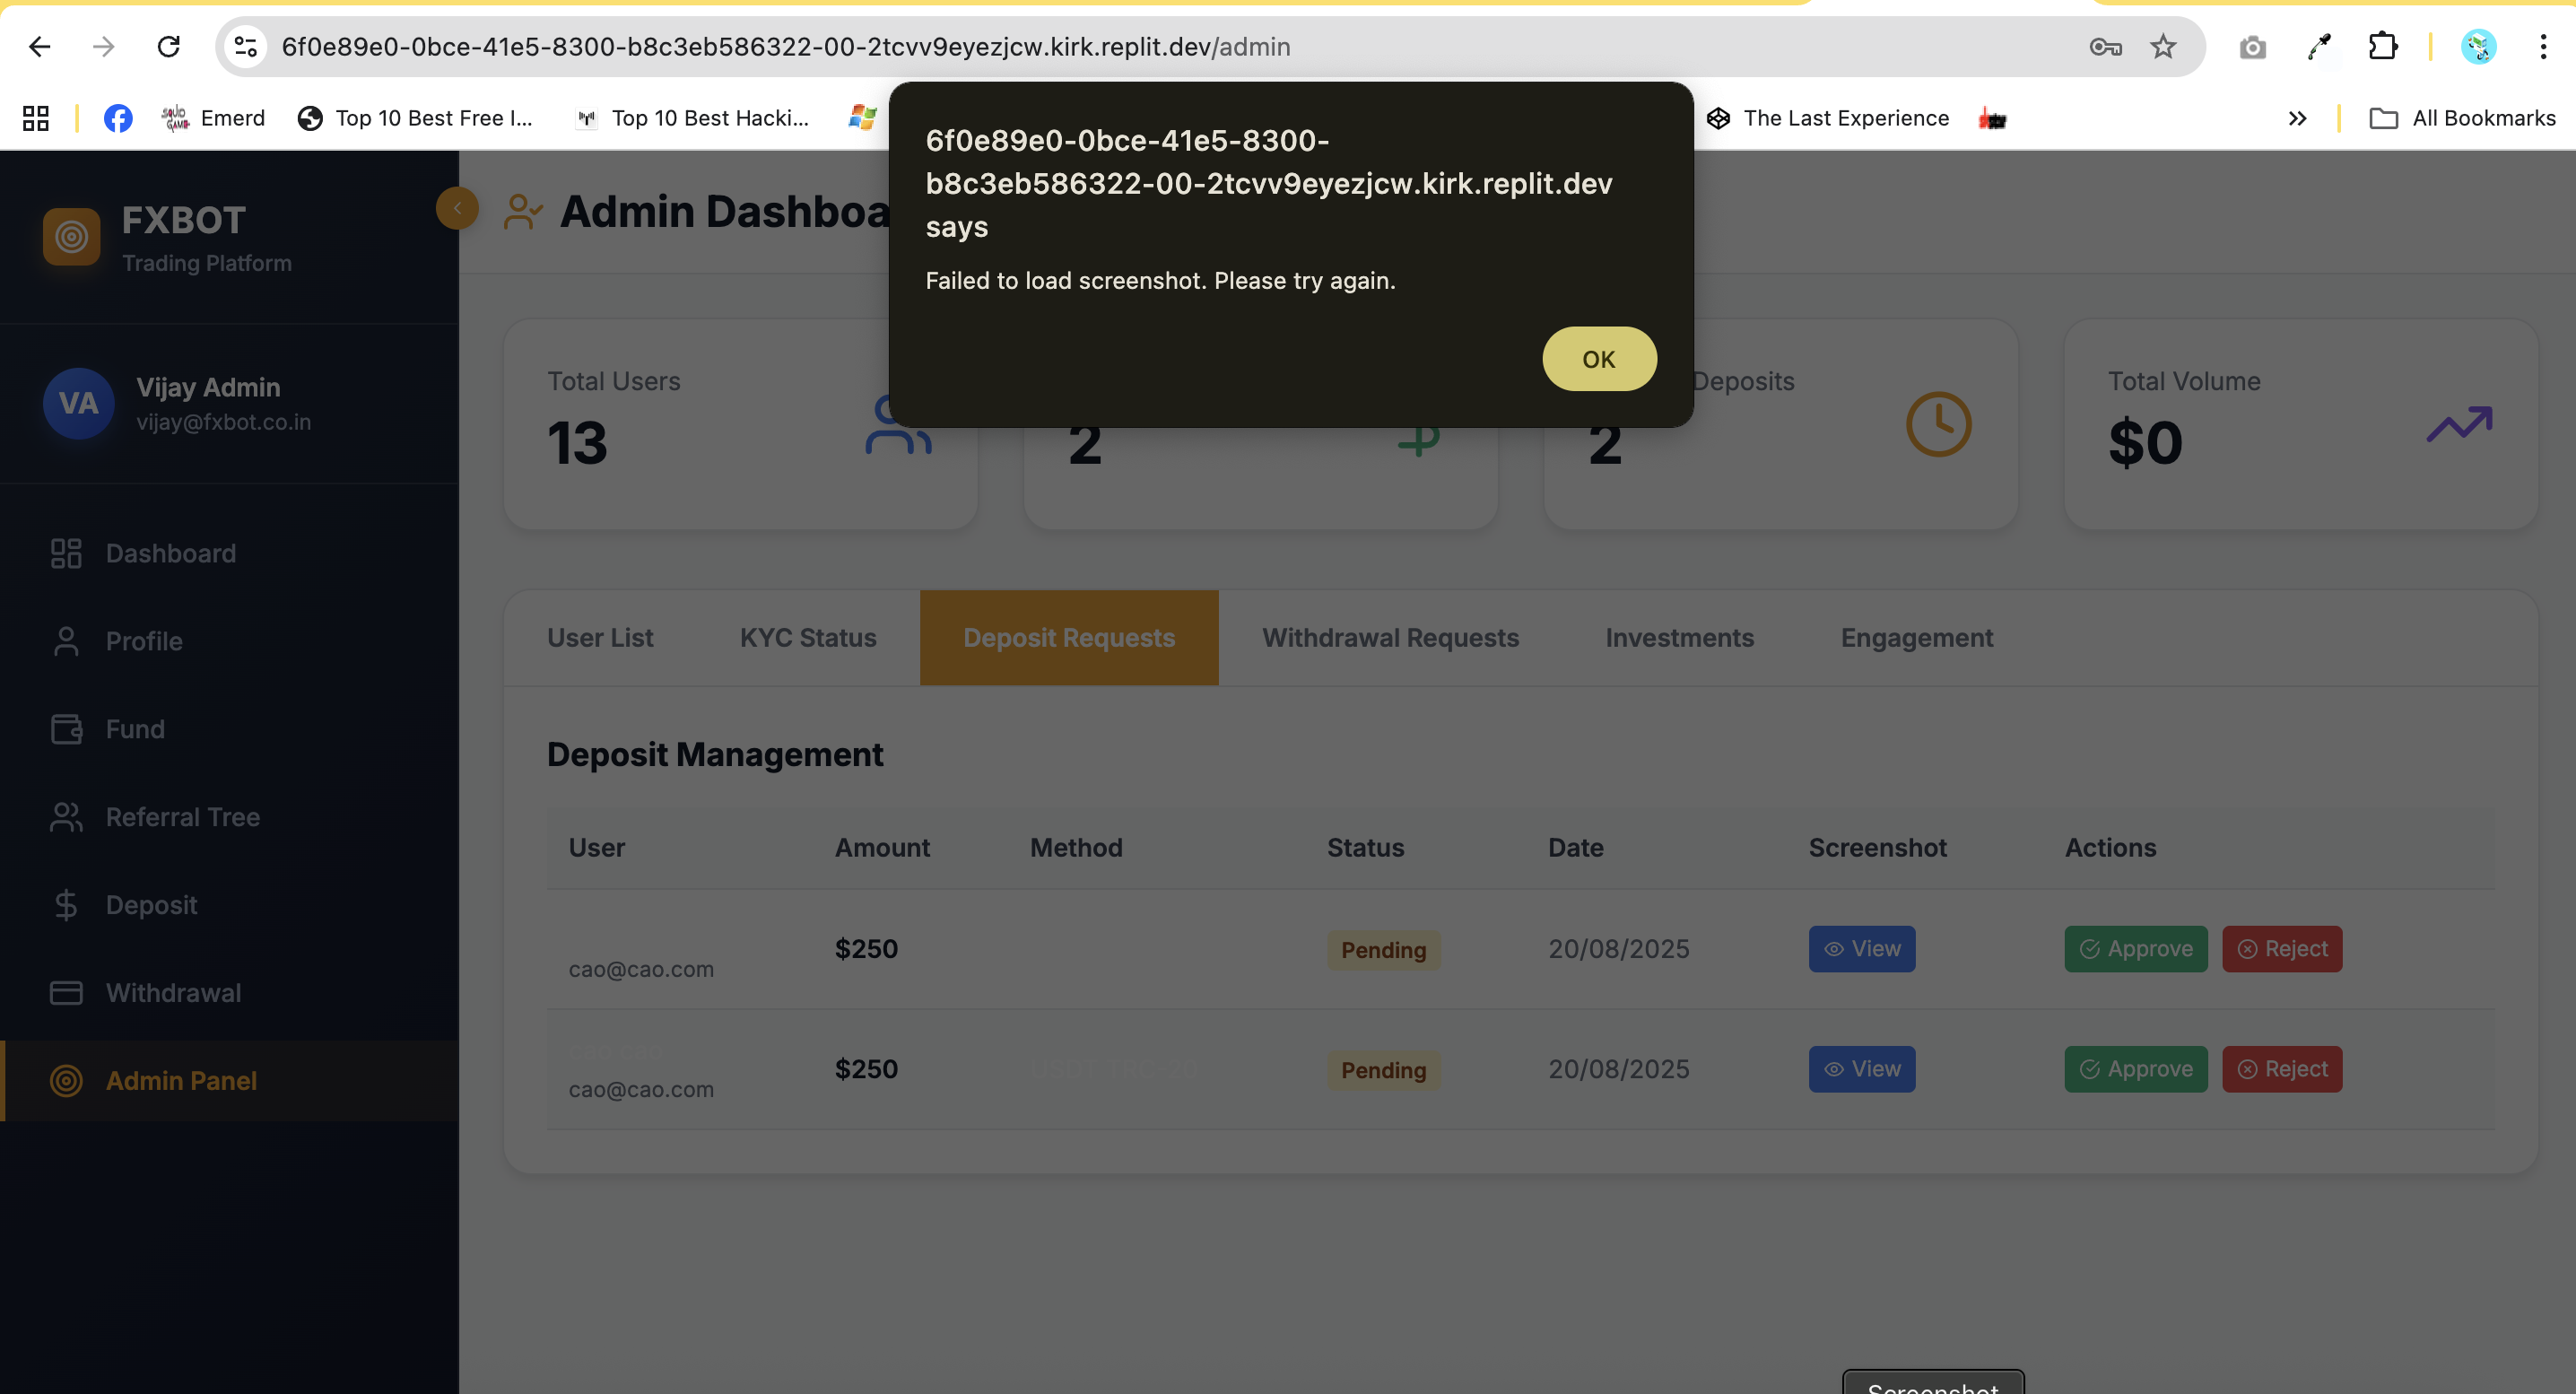 6f0e89e0-0bce-41e5-8300-b8c3eb586322-00-2tcvv9eyezjcw.kirk.replit.dev/admin
Emerd
Top 10 Best Free I...
Top 10 Best Hacki...
The Last Experience
All Bookmarks
6f0e89e0-0bce-41e5-8300-
b8c3eb586322-00-2tcvv9eyezjcw.kirk.replit.dev
says
Failed to load screenshot. Please try again.
OK
FXBOT
Trading Platform
VA
Vijay Admin
vijay@fxbot.co.in
Dashboard
Profile
Fund
Referral Tree
Deposit
Withdrawal
Admin Panel
Admin Dashboa
Total Users
13
2
Deposits
2
Total Volume
$0
User List
KYC Status
Deposit Requests
Withdrawal Requests
Investments
Engagement
Deposit Management
User
Amount
Method
Status
Date
Screenshot
Actions
cao@cao.com
$250
Pending
20/08/2025
View
Approve
Reject
cao@cao.com
$250
Pending
20/08/2025
View
Approve
Reject
Screenshot